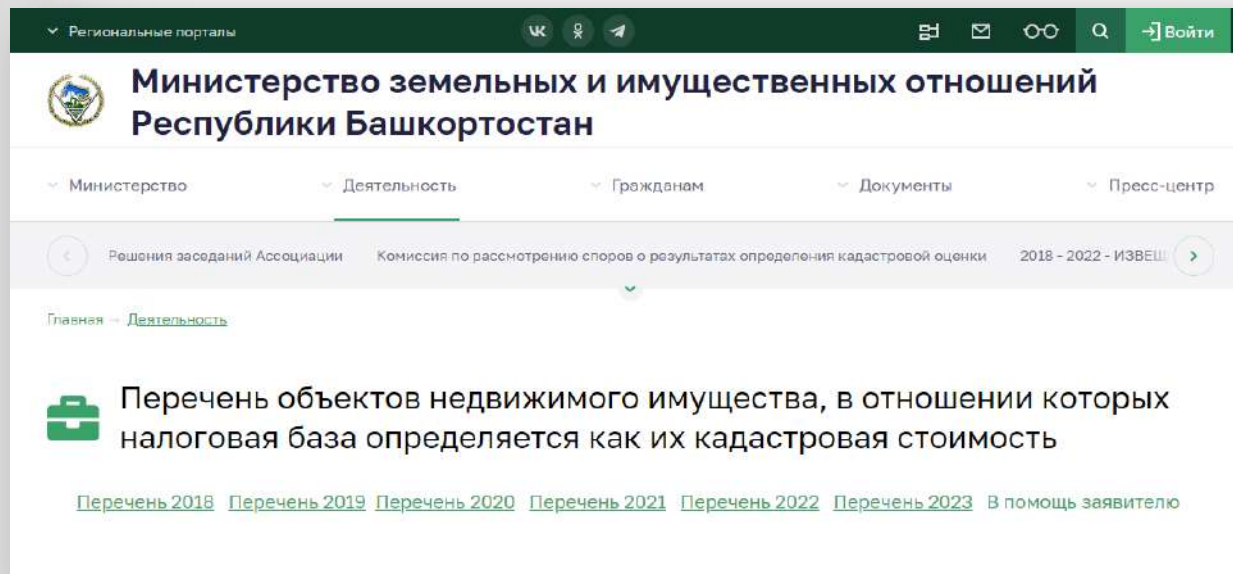 Региональные порталы
Войти
Министерство земельных и имущественных отношений
Республики Башкортостан
Министерство Деятельность Гражданам Документы Пресс-центр
Решения заседаний Ассоциации Комиссия по рассмотрению споров о результатах определения кадастровой оценки 2018 - 2022 - ИЗВЕЩ
Главная – Деятельность
Перечень объектов недвижимого имущества, в отношении которых
налоговая база определяется как их кадастровая стоимость
Перечень 2018 Перечень 2019 Перечень 2020 Перечень 2021 Перечень 2022 Перечень 2023 В помощь заявителю